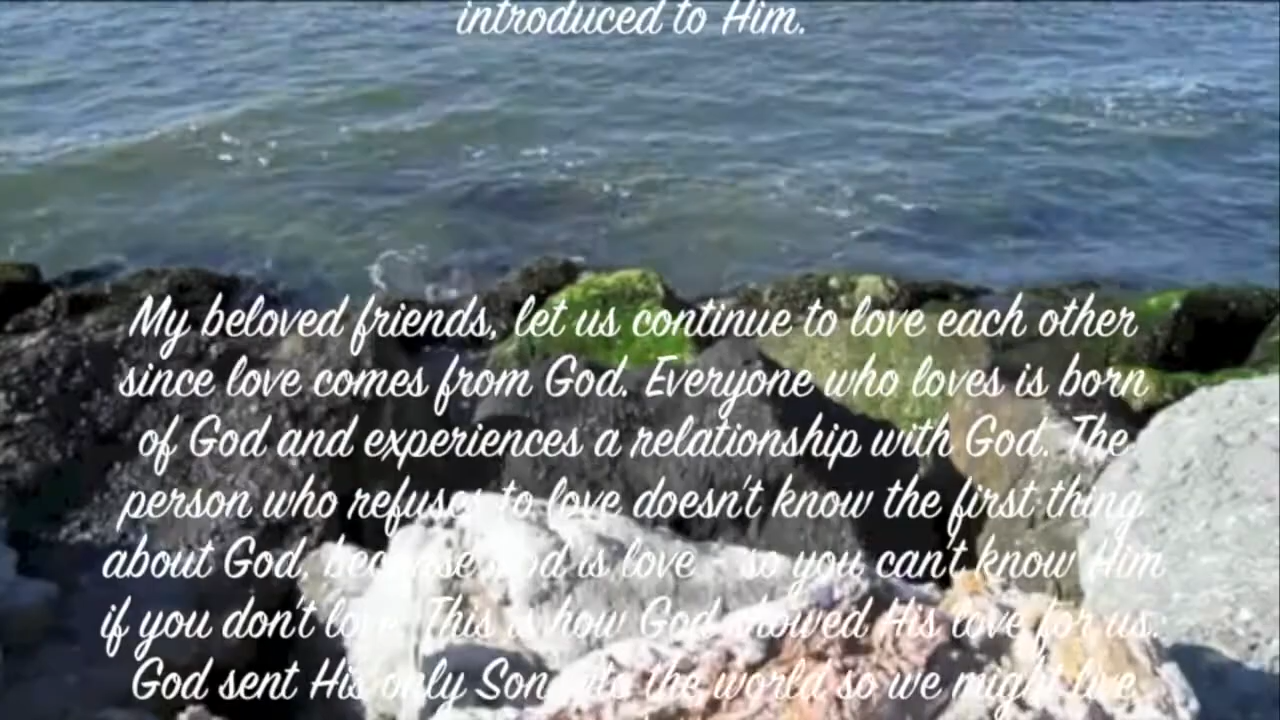 introduced to Him.
My beloved friends, let us continue to love each other
since love comes from God. Everyone who loves is born
of God and experiences a relationship with God. The
person who refuses to love doesn't know the first thing
about God, because God is love - so you can't know Him
if you don't love. This is how God showed His love for us:
God sent His only Son into the world so we might live